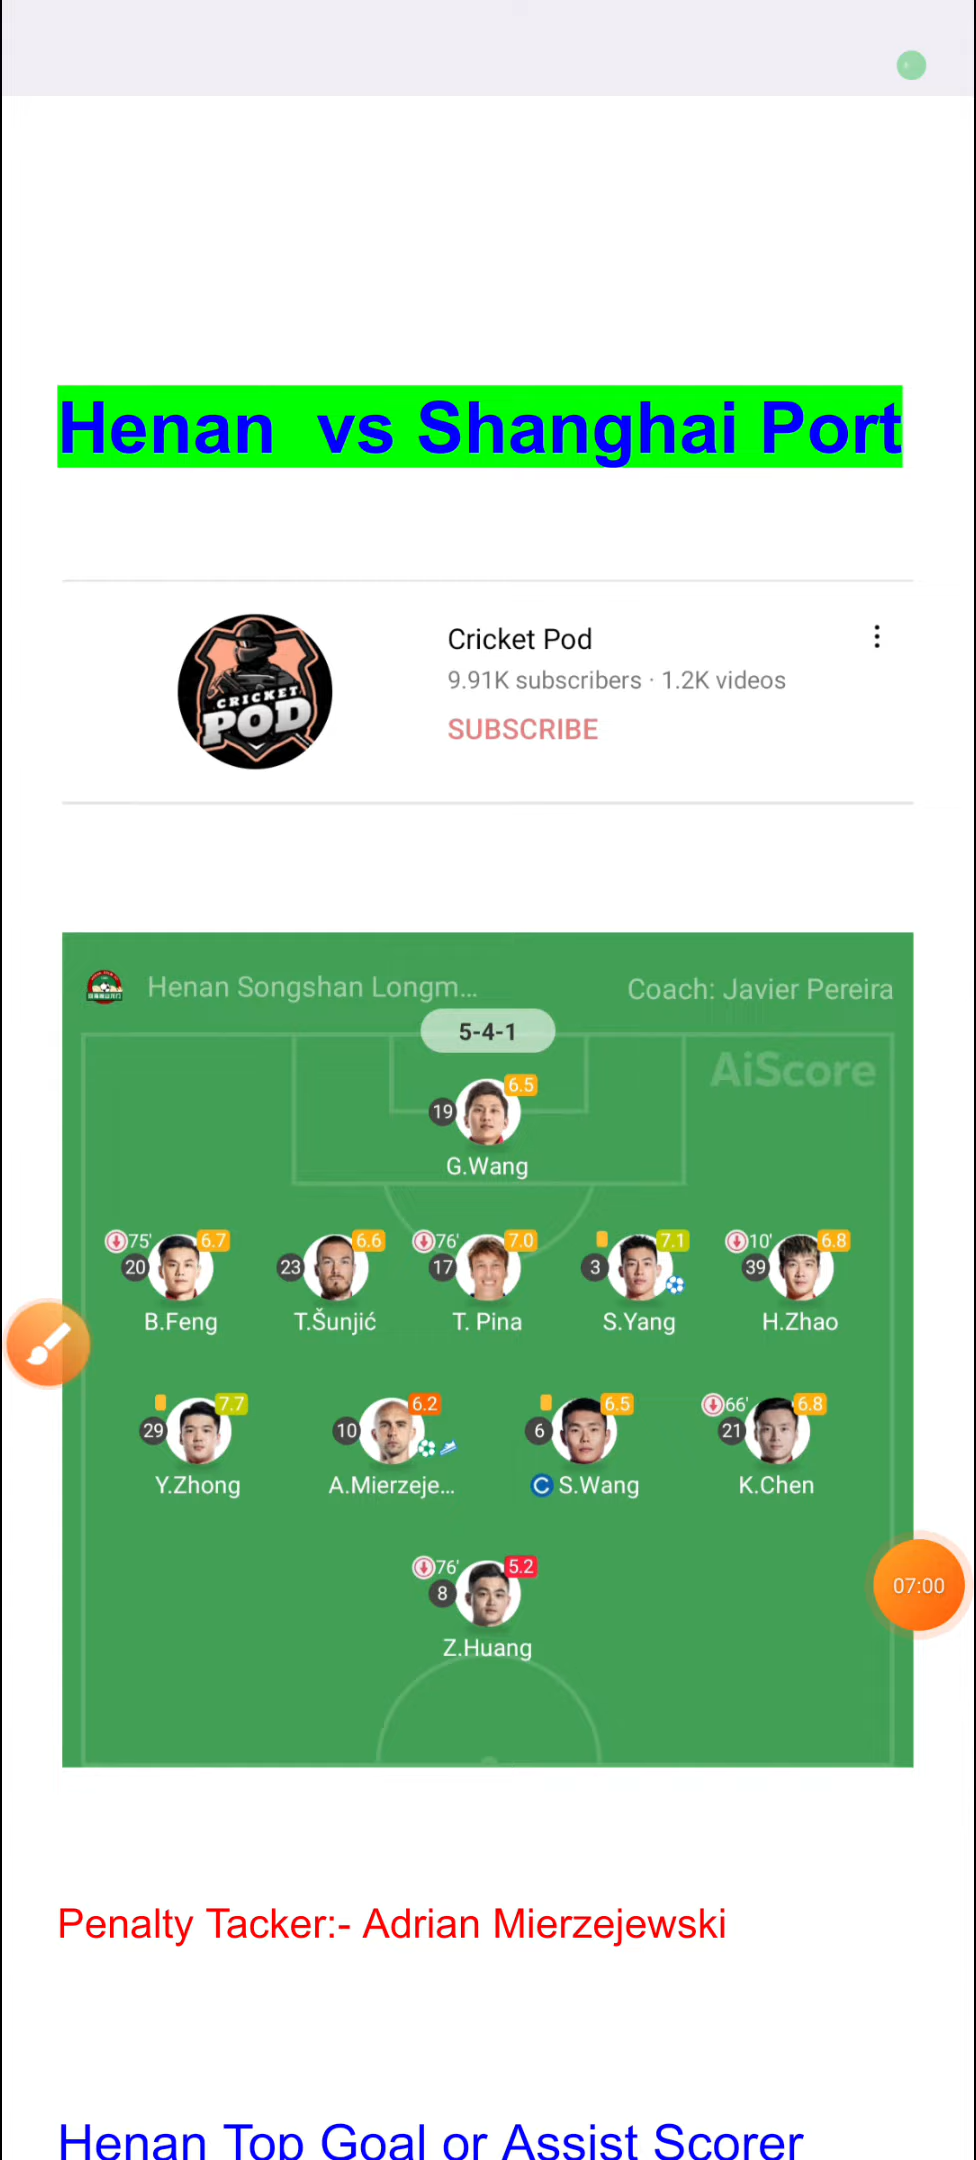 Henan  vs Shanghai Port
CRICKET
POD
Cricket Pod
9.91K subscribers · 1.2K videos
SUBSCRIBE
Henan Songshan Longm...
Coach: Javier Pereira
5-4-1
AiScore
6.5
19
G.Wang
75' 6.7 6.6 76' 7.0 7.1 10' 6.8
20 23 17 3 39
B.Feng T.Šunjić T. Pina S.Yang H.Zhao
7.7 6.2 6.5 66' 6.8
29 10 6 21
Y.Zhong A.Mierzeje... C S.Wang K.Chen
76' 5.2
8
07:00
Z.Huang
Penalty Tacker:- Adrian Mierzejewski
Henan Top Goal or Assist Scorer